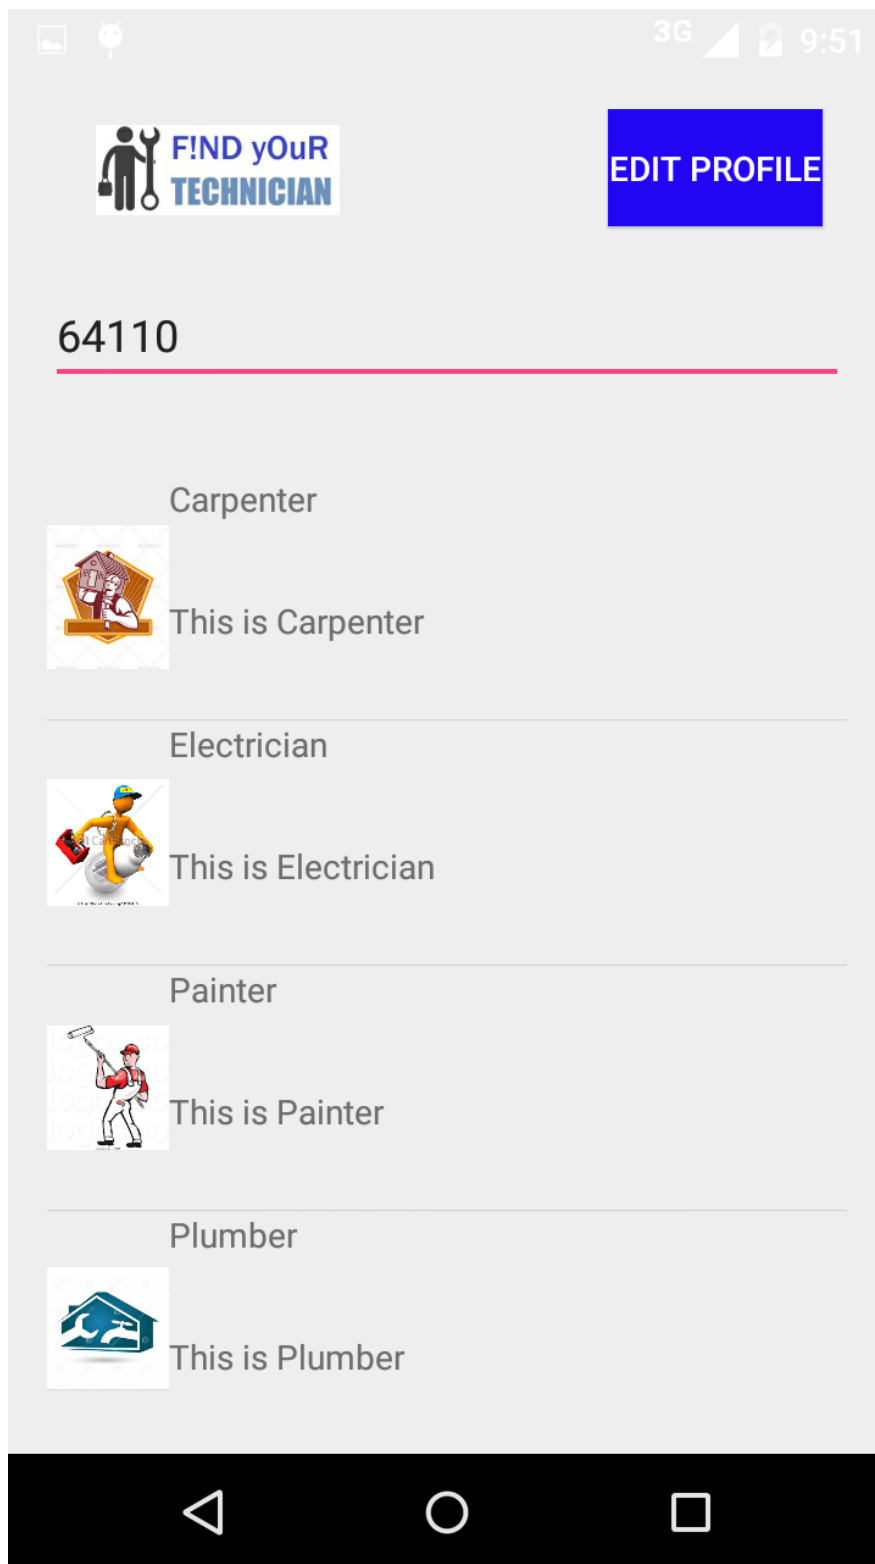 3G 9:51
F!ND yOuR
TECHNICIAN
EDIT PROFILE
64110
Carpenter
This is Carpenter
Electrician
This is Electrician
Painter
This is Painter
Plumber
This is Plumber